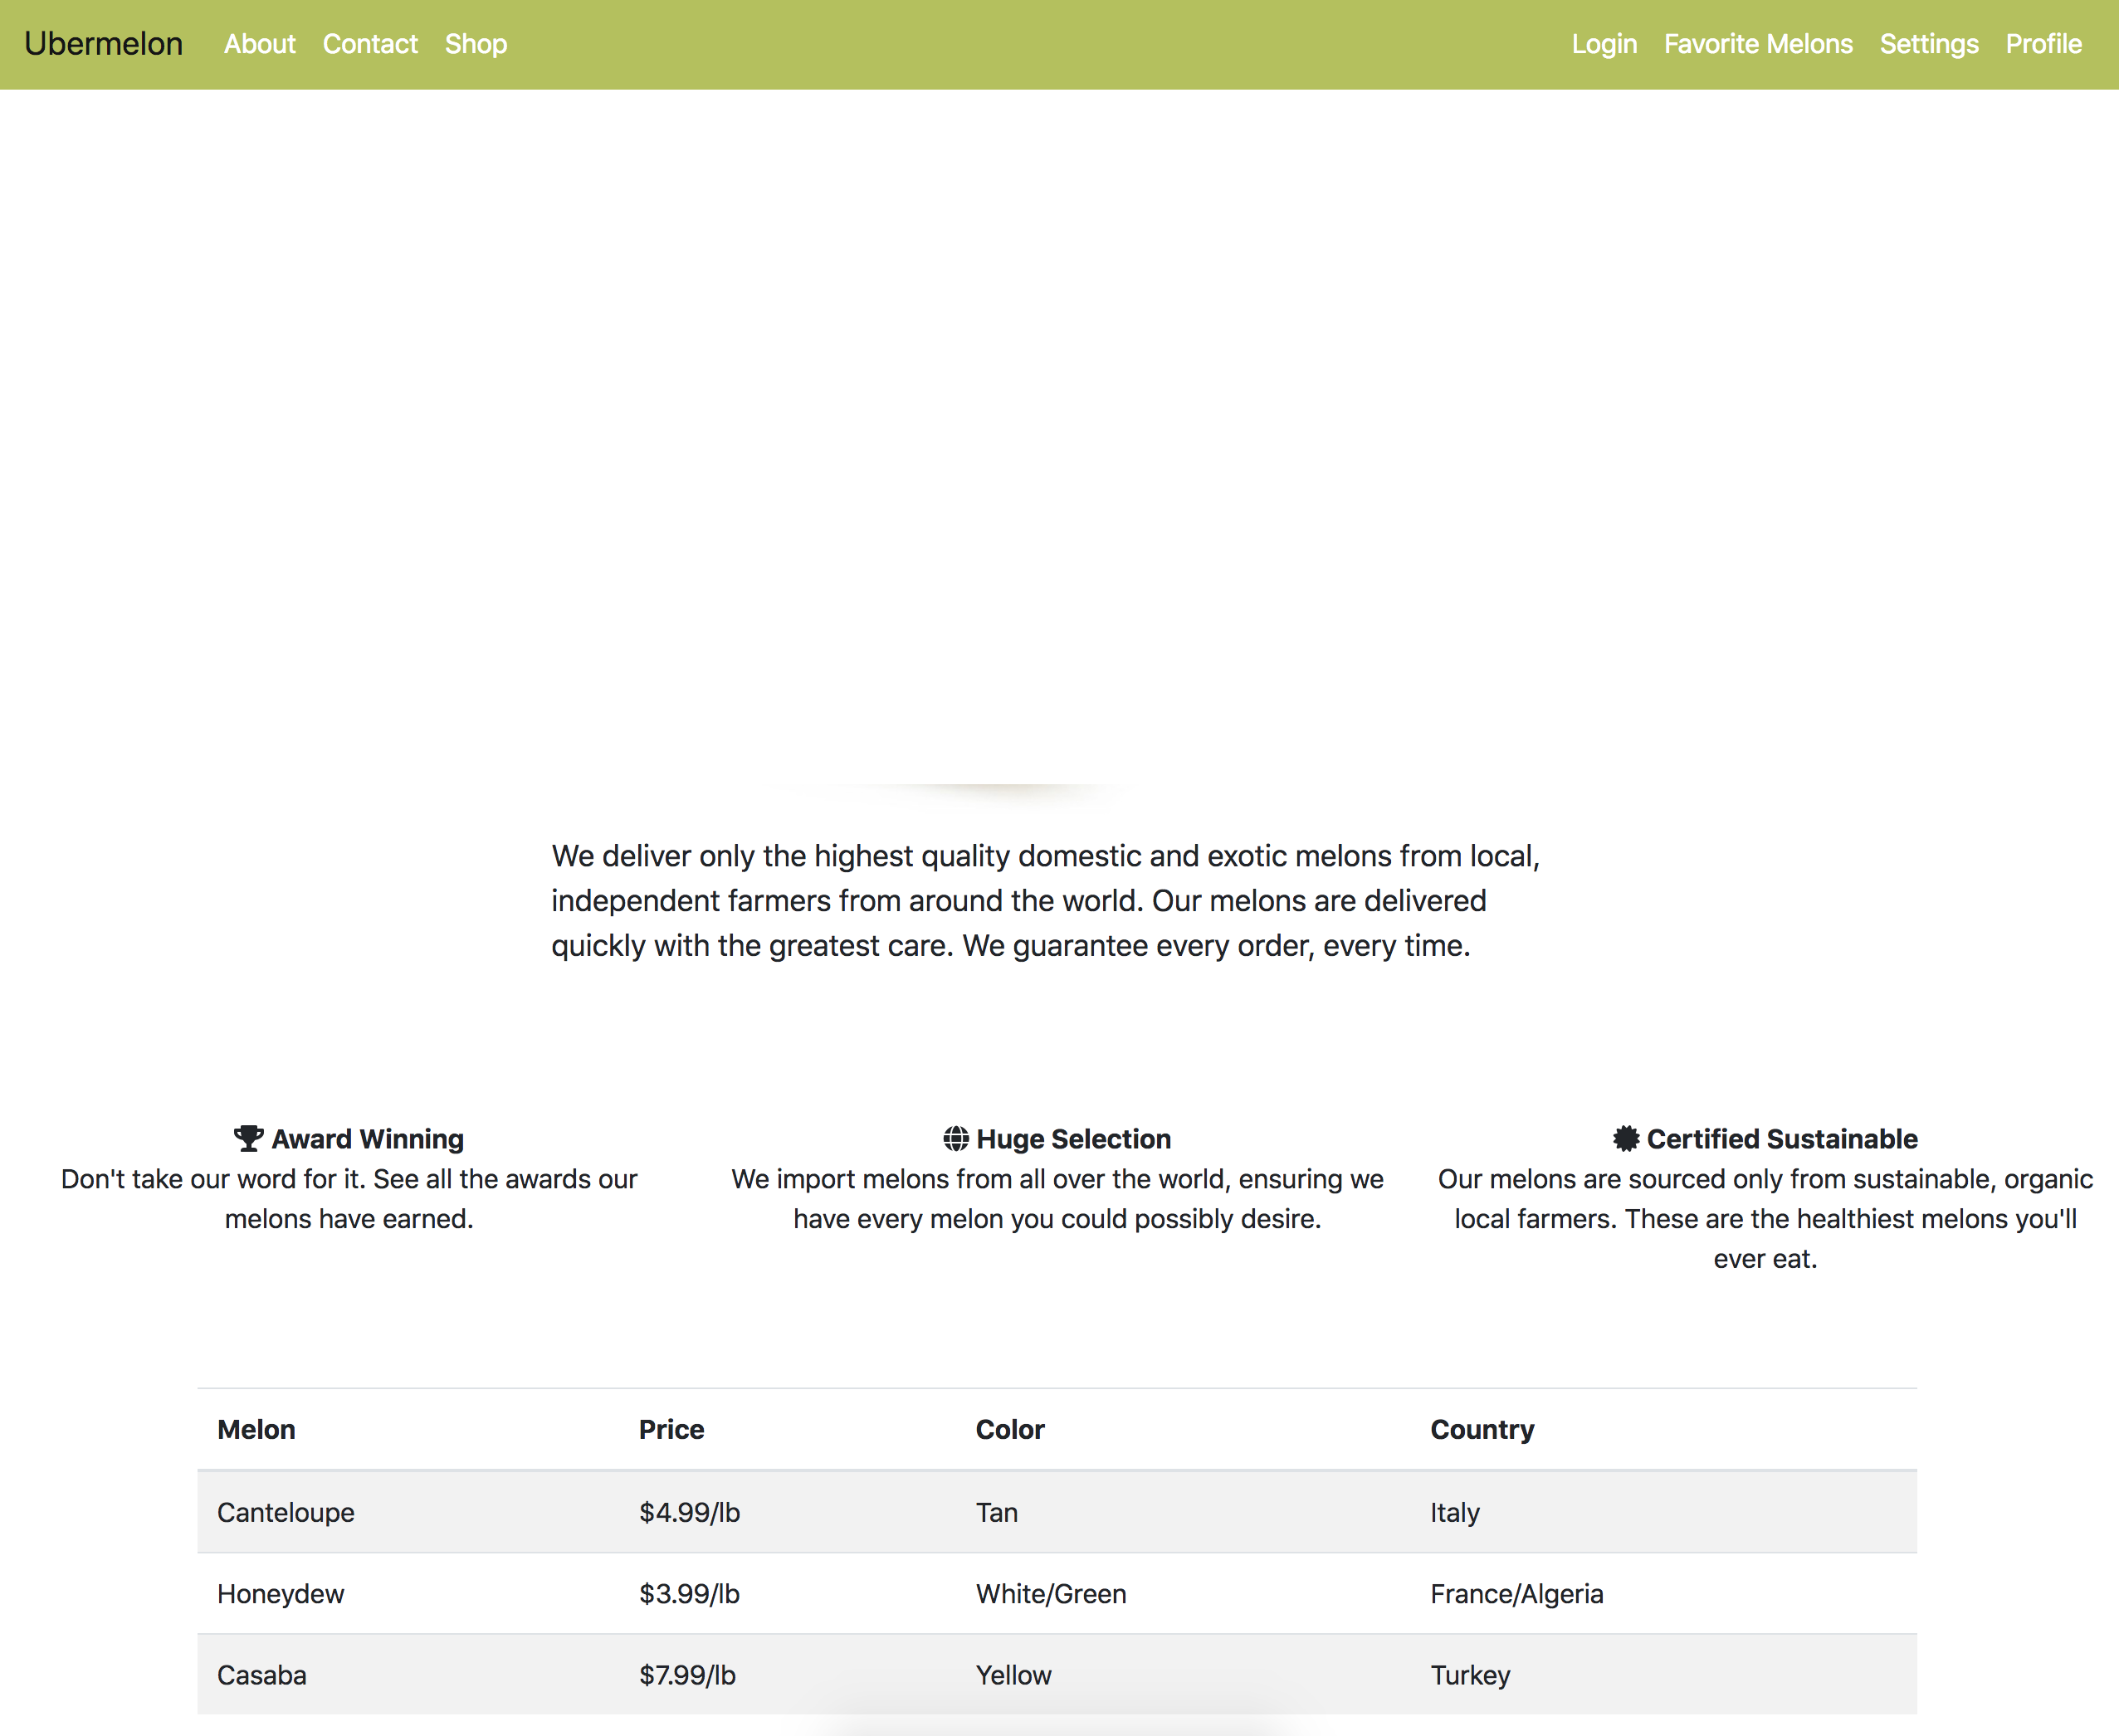 Ubermelon About Contact Shop Login Favorite Melons Settings Profile
We deliver only the highest quality domestic and exotic melons from local,
independent farmers from around the world. Our melons are delivered
quickly with the greatest care. We guarantee every order, every time.
Award Winning
Don't take our word for it. See all the awards our
melons have earned.
Huge Selection
We import melons from all over the world, ensuring we
have every melon you could possibly desire.
Certified Sustainable
Our melons are sourced only from sustainable, organic
local farmers. These are the healthiest melons you'll
ever eat.
Melon Price Color Country
Canteloupe $4.99/lb Tan Italy
Honeydew $3.99/lb White/Green France/Algeria
Casaba $7.99/lb Yellow Turkey